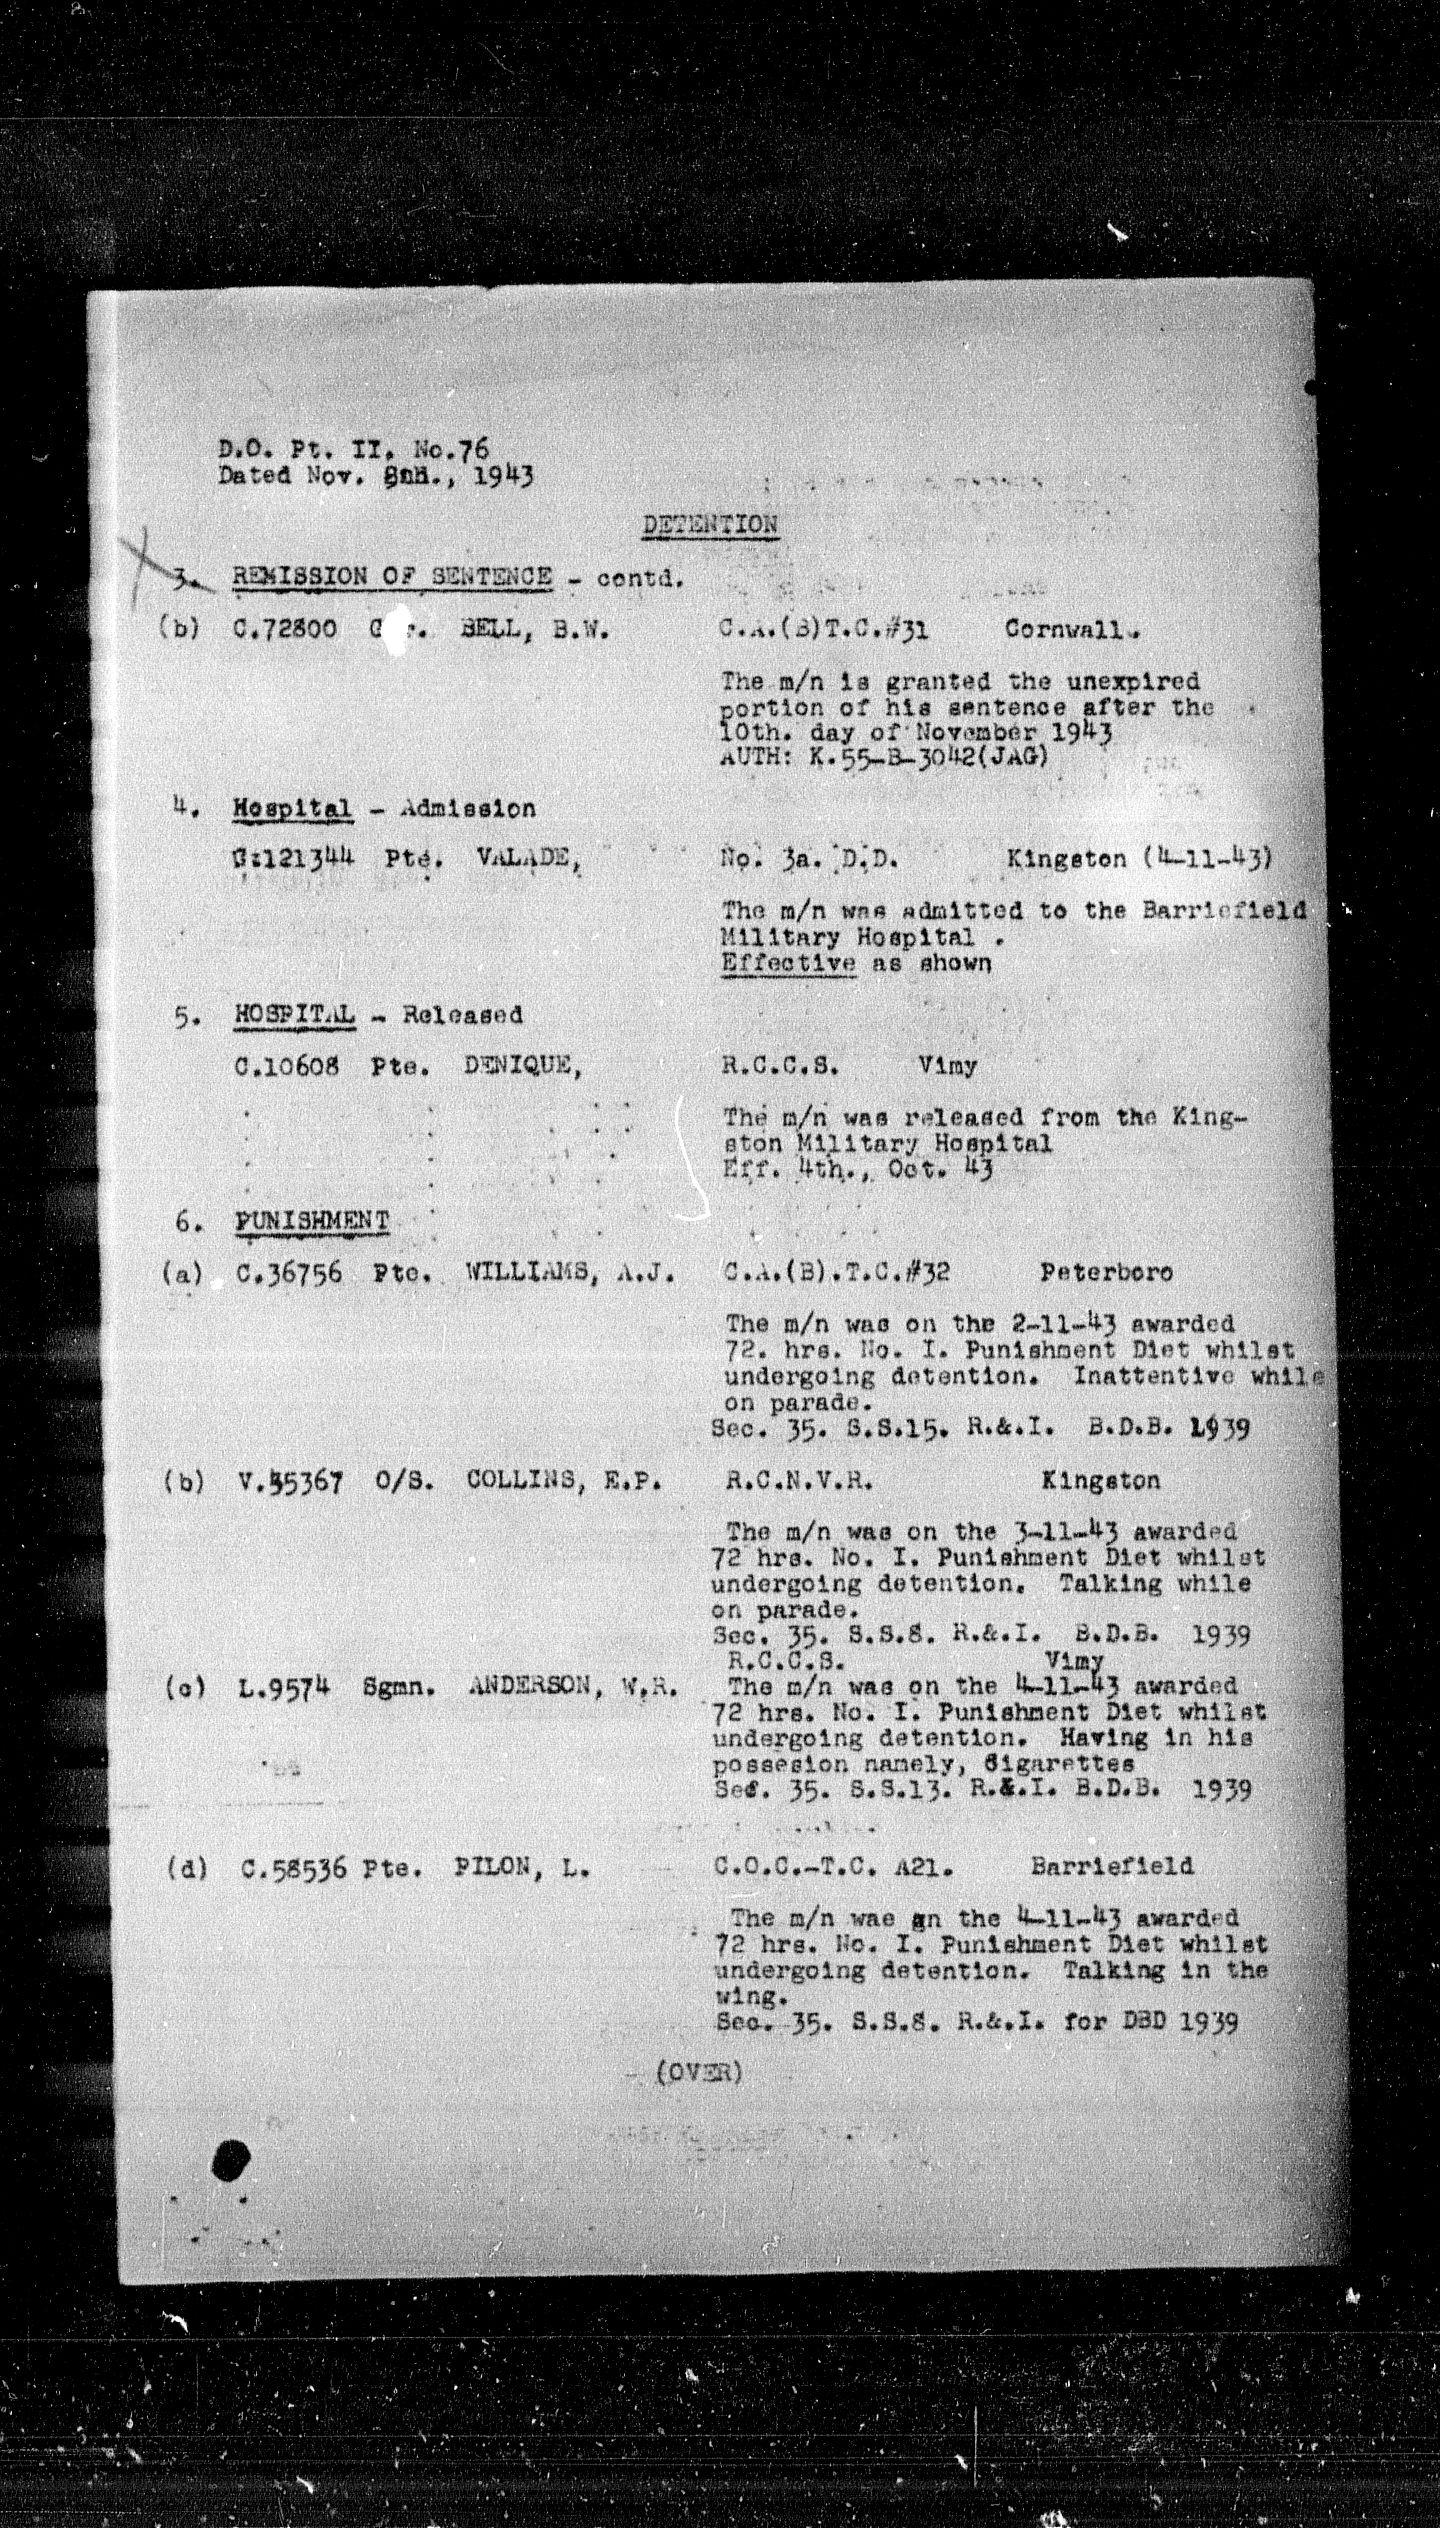 D.O. Pt. II. No.76
Dated Nov. 8th., 1943
DETENTION
3. REMISSION OF SENTENCE - contd.
(b) C.72800 BELL, B.W. C.A.(B)T.C.#31 Cornwall.
The m/n is granted the unexpired
portion of his sentence after the
10th. day of November 1943
AUTH: K.55-B-3042(JAG)
4. Hospital - Admission
C:121344 Pte. VALADE, No. 3a. D.D. Kingston (4-11-43)
The m/n was admitted to the Barriefield
Military Hospital .
Effective as shown
5. HOSPITAL - Released
C.10608 Pte. DENIQUE, R.C.C.S. Vimy
The m/n was released from the King-
ston Military Hospital
Eff. 4th., Oct. 43
6. PUNISHMENT
(a) C.36756 Pte. WILLIAMS, A.J. C.A.(B).T.C.#32 Peterboro
The m/n was on the 2-11-43 awarded
72. hrs. No. I. Punishment Diet whilst
undergoing detention. Inattentive while
on parade.
Sec. 35. S.S.15. R.&.I. B.D.B. 1939
(b) V.35367 O/S. COLLINS, E.P. R.C.N.V.R. Kingston
The m/n was on the 3-11-43 awarded
72 hrs. No. I. Punishment Diet whilst
undergoing detention. Talking while
on parade.
Sec. 35. S.S.8. R.&.I. B.D.B. 1939
R.C.C.S. Vimy
(c) L.9574 Sgmn. ANDERSON, W.R. The m/n was on the 4-11-43 awarded
72 hrs. No. I. Punishment Diet whilst
undergoing detention. Having in his
possesion namely, cigarettes
Sec. 35. S.S.13. R.&.I. B.D.B. 1939
(d) C.58536 Pte. PILON, L. C.O.C.-T.C. A21. Barriefield
The m/n wae on the 4-11-43 awarded
72 hrs. No. I. Punishment Diet whilst
undergoing detention. Talking in the
wing.
Sec. 35. S.S.8. R.&.I. for DBD 1939
(OVER)